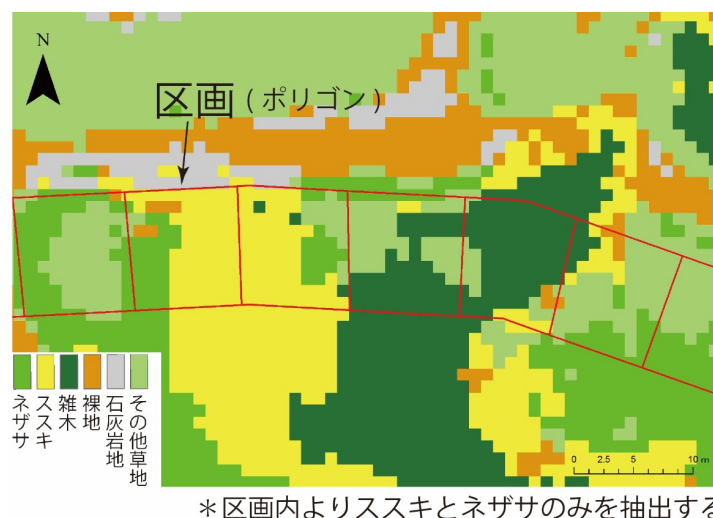 N
区画 (ポリゴン)
ネザサ
ススキ
雑木
裸地
石灰岩地
その他草地
0 2.5 5 10 m
＊区画内よりススキとネザサのみを抽出する